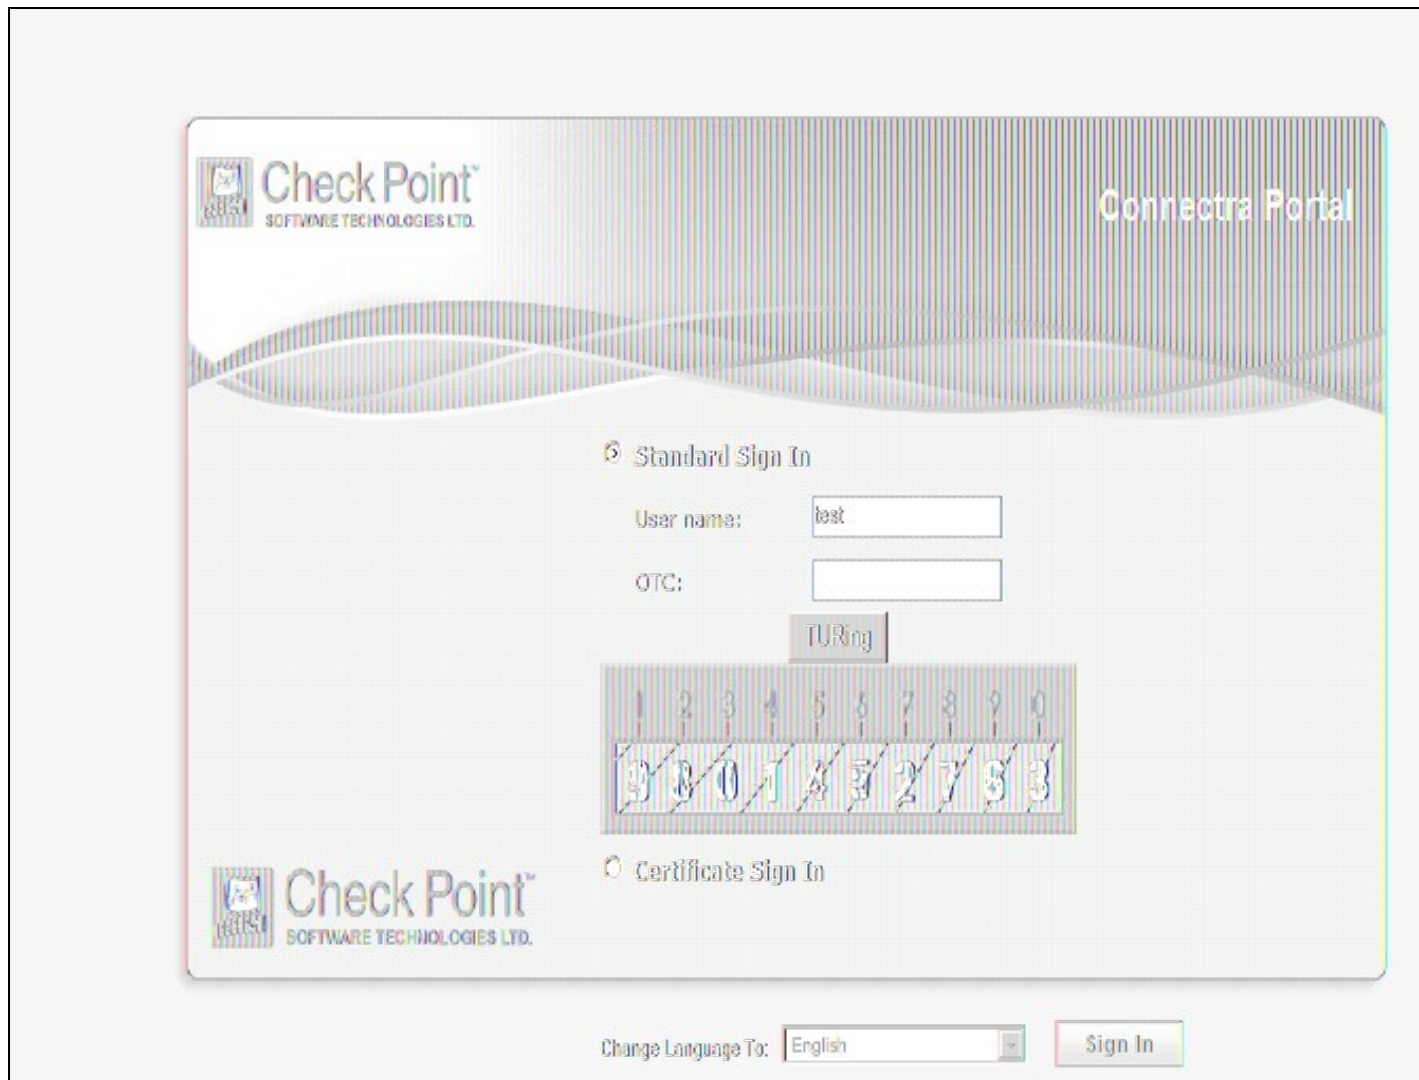 Check Point™
SOFTWARE TECHNOLOGIES LTD.
Connectra Portal
Standard Sign In
User name: test
OTC:
TURing
1 2 3 4 5 6 7 8 9 0
9 8 0 1 4 5 2 7 6 3
Certificate Sign In
Check Point™
SOFTWARE TECHNOLOGIES LTD.
Change Language To: English Sign In